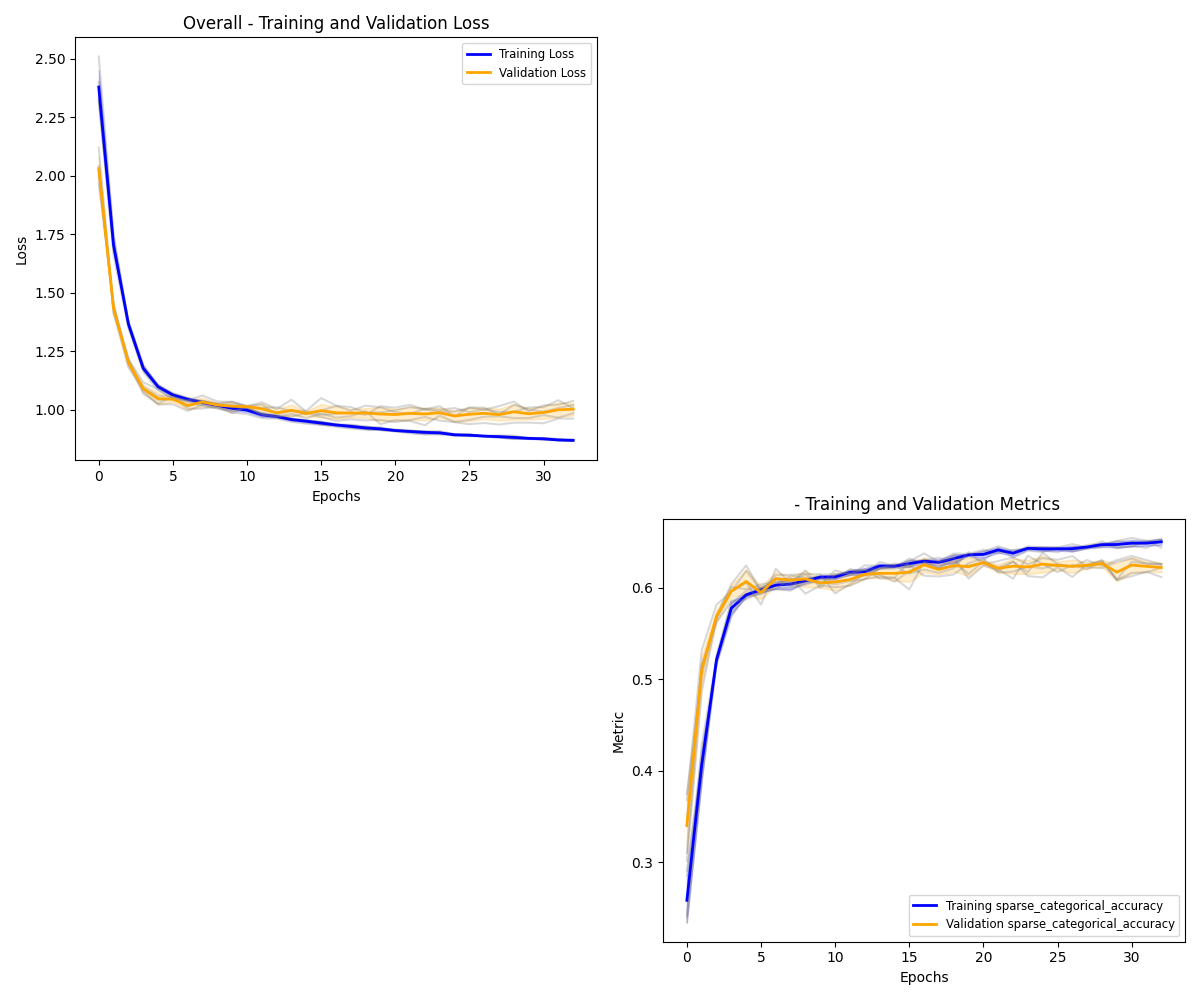 Overall - Training and Validation Loss
Training Loss
Validation Loss
2.50
2.25
2.00
1.75
1.50
1.25
1.00
Loss
0 5 10 15 20 25 30
Epochs
- Training and Validation Metrics
0.6
0.5
0.4
0.3
Metric
Training sparse_categorical_accuracy
Validation sparse_categorical_accuracy
0 5 10 15 20 25 30
Epochs